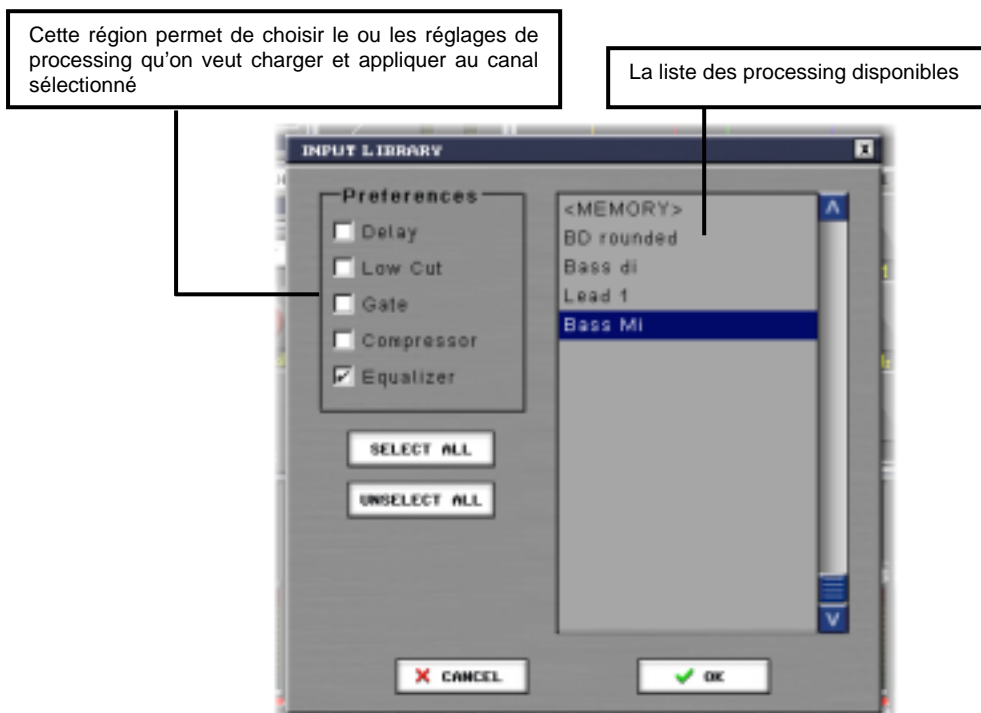 Cette région permet de choisir le ou les réglages de
processing qu'on veut charger et appliquer au canal
sélectionné
La liste des processing disponibles
INPUT LIBRARY
Preferences
Delay
Low Cut
Gate
Compressor
Equalizer
SELECT ALL
UNSELECT ALL
<MEMORY>
BD rounded
Bass di
Lead 1
Bass Mi
CANCEL
OK